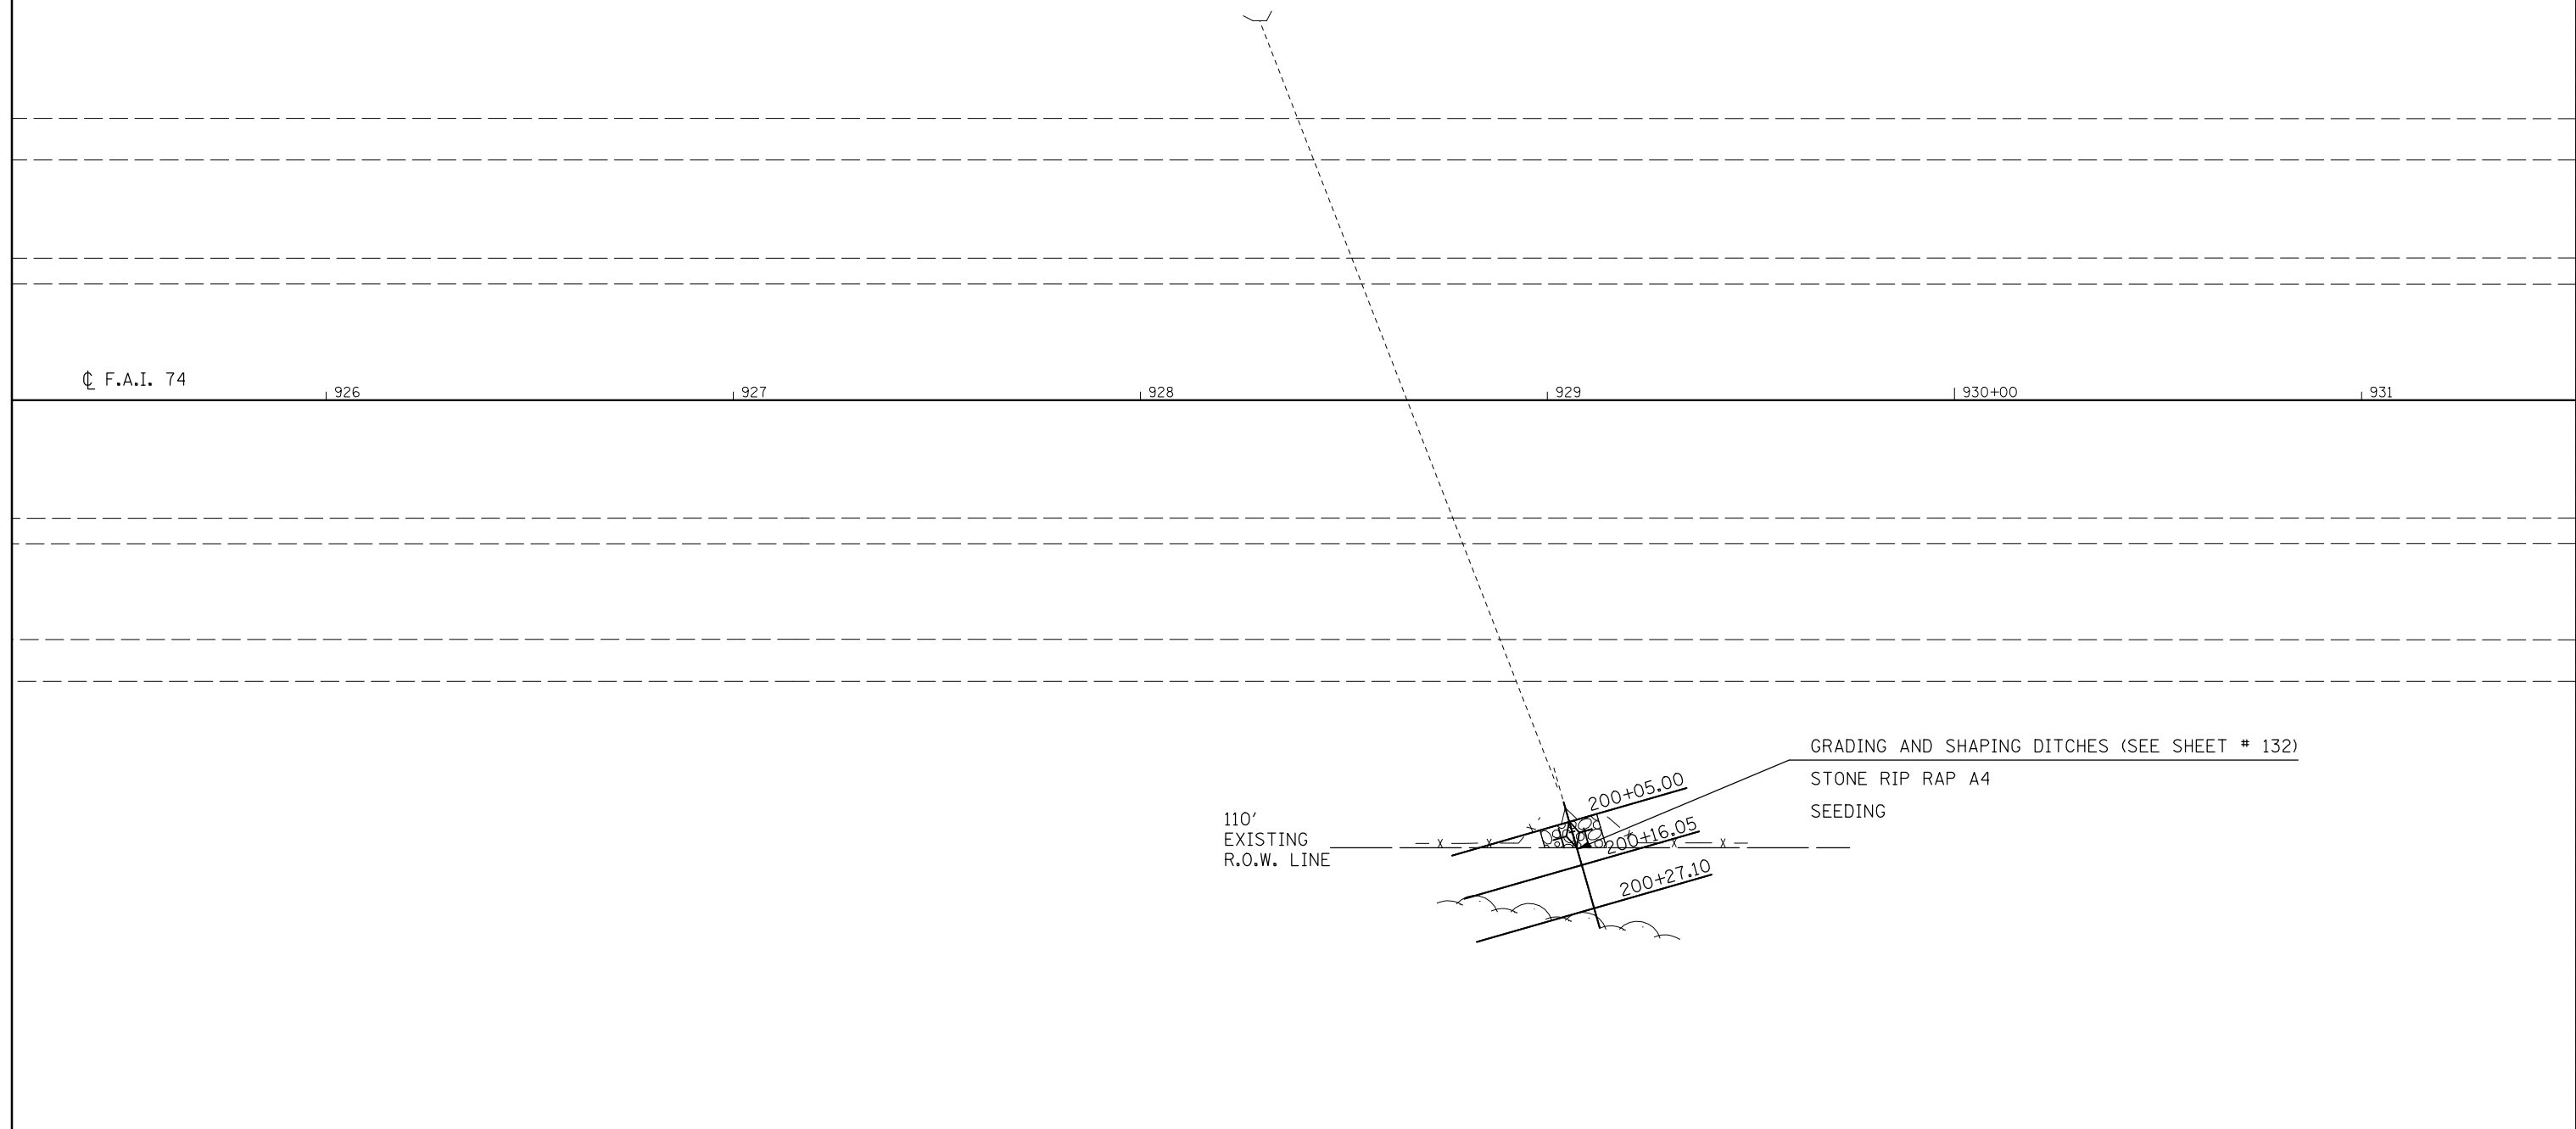 ℄ F.A.I. 74
926
927
928
929
930+00
931
GRADING AND SHAPING DITCHES (SEE SHEET # 132)
STONE RIP RAP A4
SEEDING
200+05.00
200+16.05
200+27.10
110'
EXISTING
R.O.W. LINE